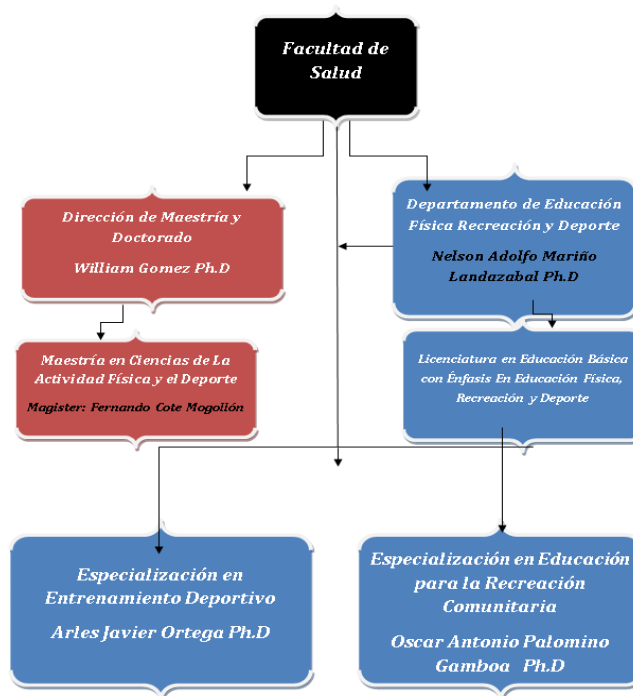 Facultad de
Salud
Dirección de Maestría y
Doctorado
William Gomez Ph.D
Departamento de Educación
Física Recreación y Deporte
Nelson Adolfo Mariño
Landazabal Ph.D
Maestría en Ciencias de La
Actividad Física y el Deporte
Magister: Fernando Cote Mogollón
Licenciatura en Educación Básica
con Énfasis En Educación Física,
Recreación y Deporte
Especialización en
Entrenamiento Deportivo
Arles Javier Ortega Ph.D
Especialización en Educación
para la Recreación
Comunitaria
Oscar Antonio Palomino
Gamboa Ph.D